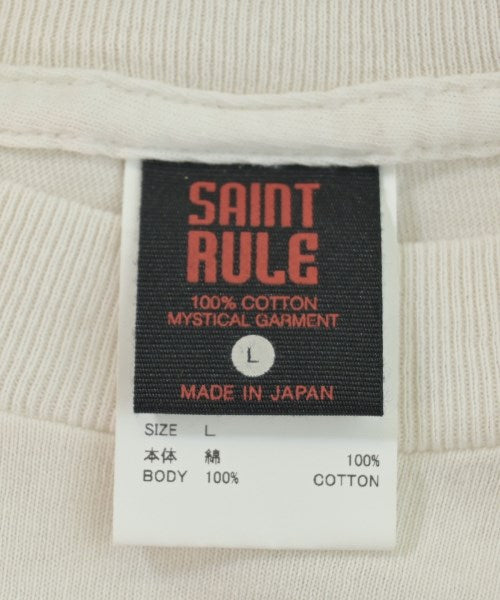 SAINT
RULE
100% COTTON
MYSTICAL GARMENT
L
MADE IN JAPAN
SIZE L
本体 綿 100%
BODY 100% COTTON